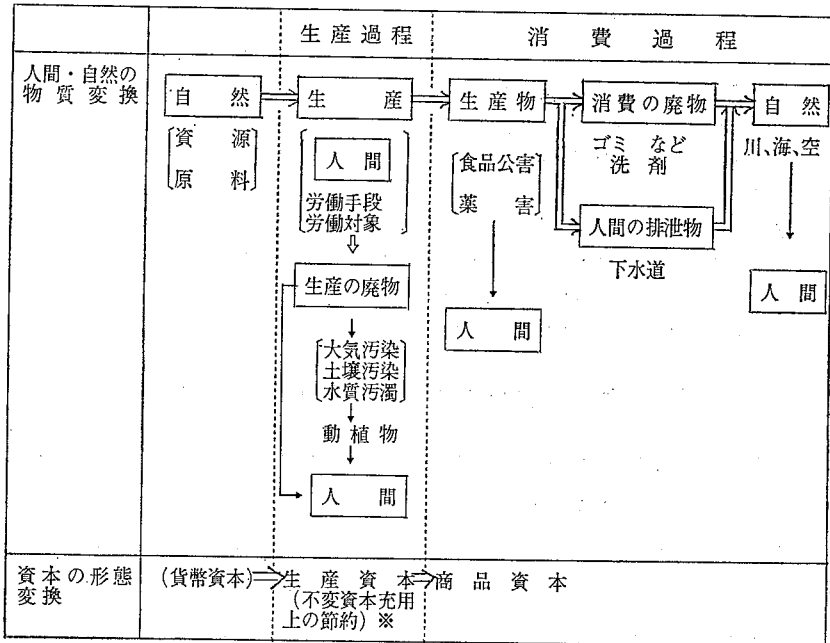 生産過程
消費過程
人間・自然の
物質変換
自然
資源
原料
生産
人間
労働手段
労働対象
生産の廃物
大気汚染
土壌汚染
水質汚濁
動植物
人間
生産物
食品公害
薬害
人間
消費の廃物
ゴミなど
洗剤
人間の排泄物
下水道
自然
川、海、空
人間
資本の形態
変換
(貨幣資本)⇒生産資本⇒商品資本
(不変資本充用
上の節約)※